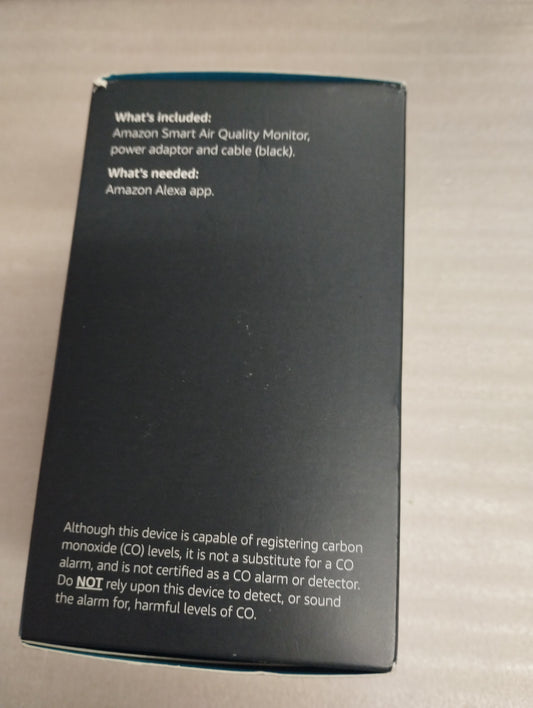 What's included:
Amazon Smart Air Quality Monitor,
power adaptor and cable (black).
What's needed:
Amazon Alexa app.
Although this device is capable of registering carbon
monoxide (CO) levels, it is not a substitute for a CO
alarm, and is not certified as a CO alarm or detector.
Do NOT rely upon this device to detect, or sound
the alarm for, harmful levels of CO.